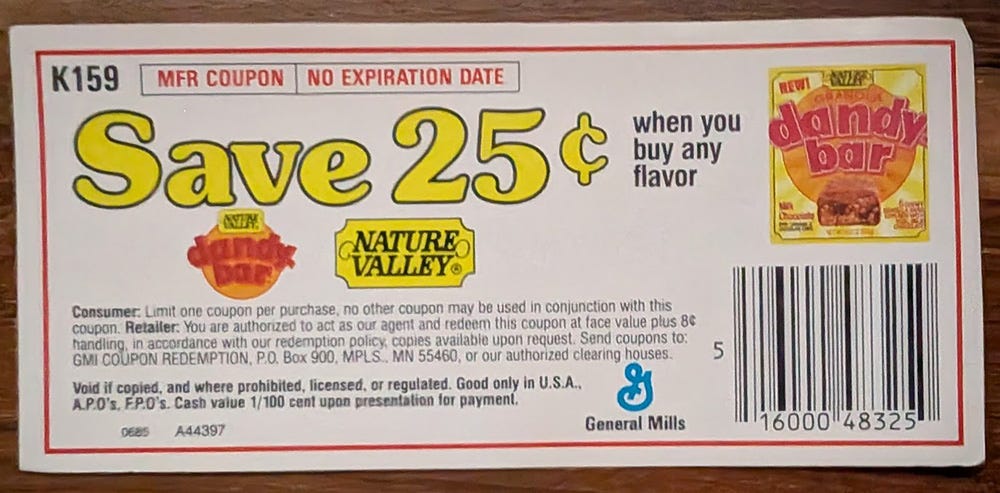 K159 MFR COUPON NO EXPIRATION DATE
Save 25¢
when you
buy any
flavor
NEW! NATURE
VALLEY
GRANOLA
dandy
bar
Milk
Chocolate
NATURE
VALLEY
dandy
bar
NATURE
VALLEY®
Consumer: Limit one coupon per purchase, no other coupon may be used in conjunction with this
coupon. Retailer: You are authorized to act as our agent and redeem this coupon at face value plus 8¢
handling, in accordance with our redemption policy, copies available upon request. Send coupons to:
GMI COUPON REDEMPTION, P.O. Box 900, MPLS., MN 55460, or our authorized clearing houses.
Void if copied, and where prohibited, licensed, or regulated. Good only in U.S.A.,
A.P.O's, F.P.O's. Cash value 1/100 cent upon presentation for payment.
0685 A44397
General Mills
5 16000 48325